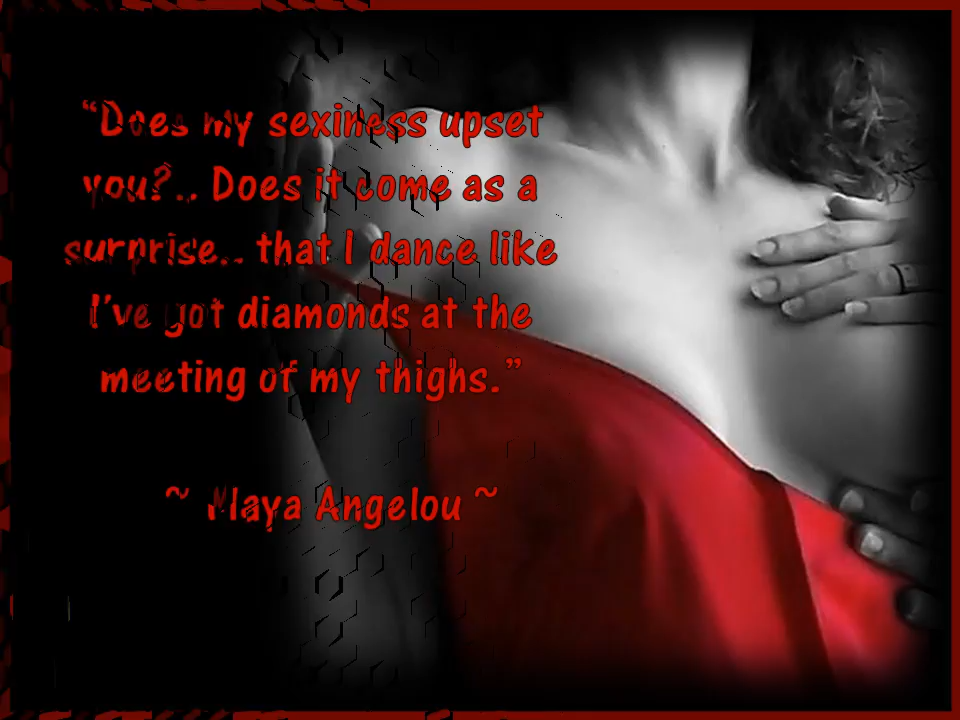 “Does my sexiness upset
you?.. Does it come as a
surprise.. that I dance like
I’ve got diamonds at the
meeting of my thighs.”
~ Maya Angelou ~